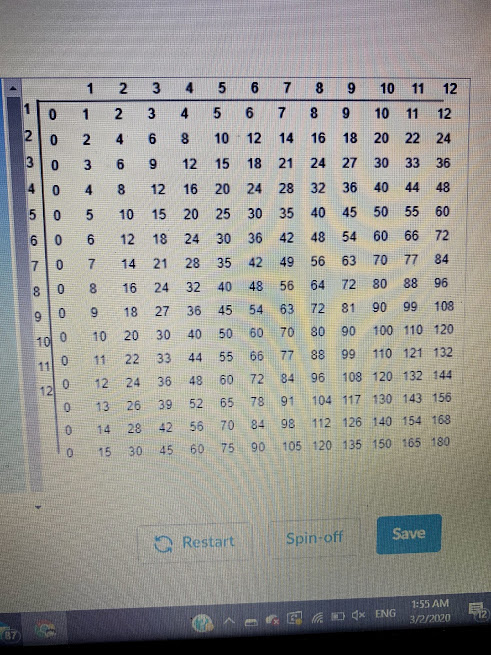 1 2 3 4 5 6 7 8 9 10 11 12
1 0 1 2 3 4 5 6 7 8 9 10 11 12
2 0 2 4 6 8 10 12 14 16 18 20 22 24
3 0 3 6 9 12 15 18 21 24 27 30 33 36
4 0 4 8 12 16 20 24 28 32 36 40 44 48
5 0 5 10 15 20 25 30 35 40 45 50 55 60
6 0 6 12 18 24 30 36 42 48 54 60 66 72
7 0 7 14 21 28 35 42 49 56 63 70 77 84
8 0 8 16 24 32 40 48 56 64 72 80 88 96
9 0 9 18 27 36 45 54 63 72 81 90 99 108
10 0 10 20 30 40 50 60 70 80 90 100 110 120
11 0 11 22 33 44 55 66 77 88 99 110 121 132
12 0 12 24 36 48 60 72 84 96 108 120 132 144
0 13 26 39 52 65 78 91 104 117 130 143 156
0 14 28 42 56 70 84 98 112 126 140 154 168
0 15 30 45 60 75 90 105 120 135 150 165 180
Restart Spin-off Save
1:55 AM
87 ENG 3/2/2020 12